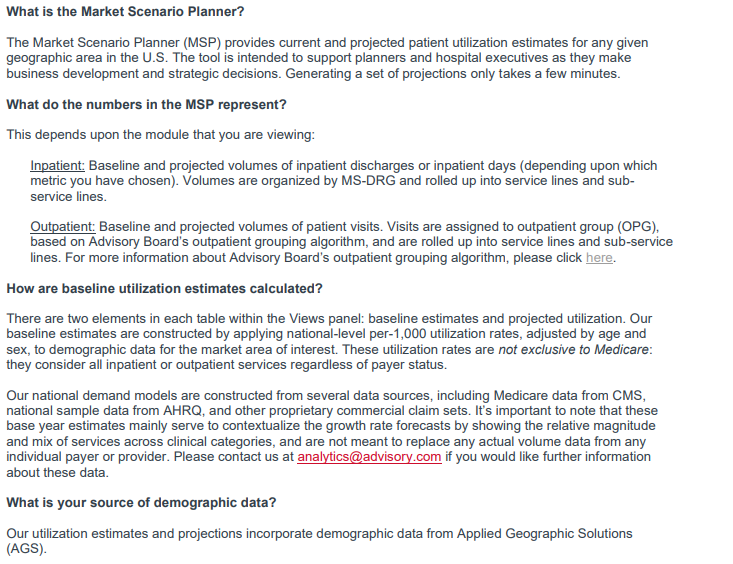 What is the Market Scenario Planner?
The Market Scenario Planner (MSP) provides current and projected patient utilization estimates for any given
geographic area in the U.S. The tool is intended to support planners and hospital executives as they make
business development and strategic decisions. Generating a set of projections only takes a few minutes.
What do the numbers in the MSP represent?
This depends upon the module that you are viewing:
Inpatient: Baseline and projected volumes of inpatient discharges or inpatient days (depending upon which
metric you have chosen). Volumes are organized by MS-DRG and rolled up into service lines and sub-
service lines.
Outpatient: Baseline and projected volumes of patient visits. Visits are assigned to outpatient group (OPG),
based on Advisory Board's outpatient grouping algorithm, and are rolled up into service lines and sub-service
lines. For more information about Advisory Board's outpatient grouping algorithm, please click here.
How are baseline utilization estimates calculated?
There are two elements in each table within the Views panel: baseline estimates and projected utilization. Our
baseline estimates are constructed by applying national-level per-1,000 utilization rates, adjusted by age and
sex, to demographic data for the market area of interest. These utilization rates are not exclusive to Medicare:
they consider all inpatient or outpatient services regardless of payer status.
Our national demand models are constructed from several data sources, including Medicare data from CMS,
national sample data from AHRQ, and other proprietary commercial claim sets. It's important to note that these
base year estimates mainly serve to contextualize the growth rate forecasts by showing the relative magnitude
and mix of services across clinical categories, and are not meant to replace any actual volume data from any
individual payer or provider. Please contact us at analytics@advisory.com if you would like further information
about these data.
What is your source of demographic data?
Our utilization estimates and projections incorporate demographic data from Applied Geographic Solutions
(AGS).